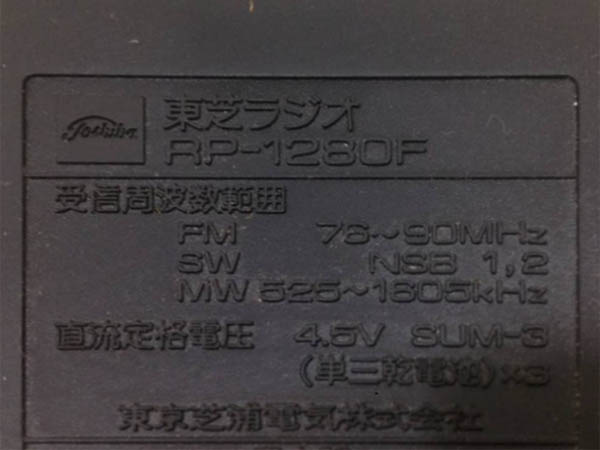 Toshiba
東芝ラジオ
RP-1280F
受信周波数範囲
FM 76~90MHz
SW NSB 1,2
MW 525~1605kHz
直流定格電圧 4.5V SUM-3
(単三乾電池)×3
東京芝浦電気株式会社